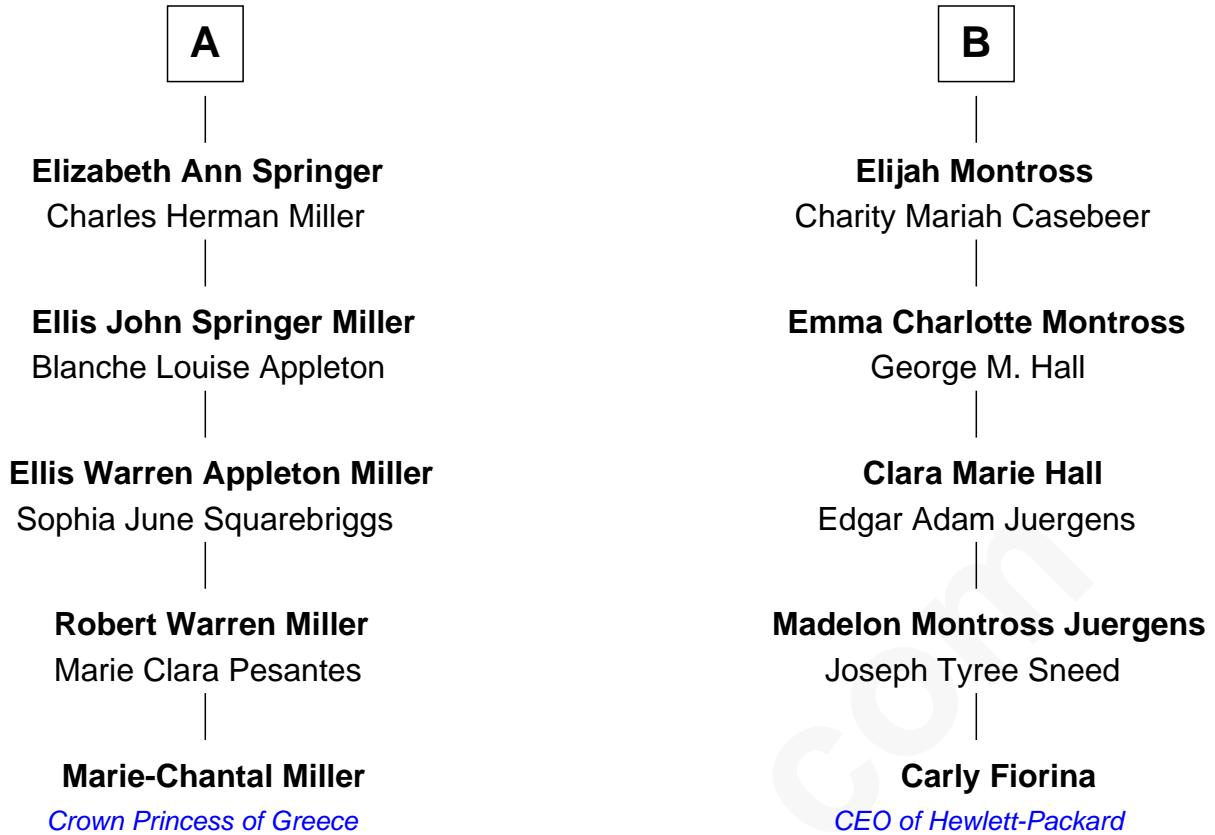 A
B
Elizabeth Ann Springer
Charles Herman Miller
Elijah Montross
Charity Mariah Casebeer
Ellis John Springer Miller
Blanche Louise Appleton
Emma Charlotte Montross
George M. Hall
Ellis Warren Appleton Miller
Sophia June Squarebriggs
Clara Marie Hall
Edgar Adam Juergens
Robert Warren Miller
Marie Clara Pesantes
Madelon Montross Juergens
Joseph Tyree Sneed
Marie-Chantal Miller
Crown Princess of Greece
Carly Fiorina
CEO of Hewlett-Packard
com